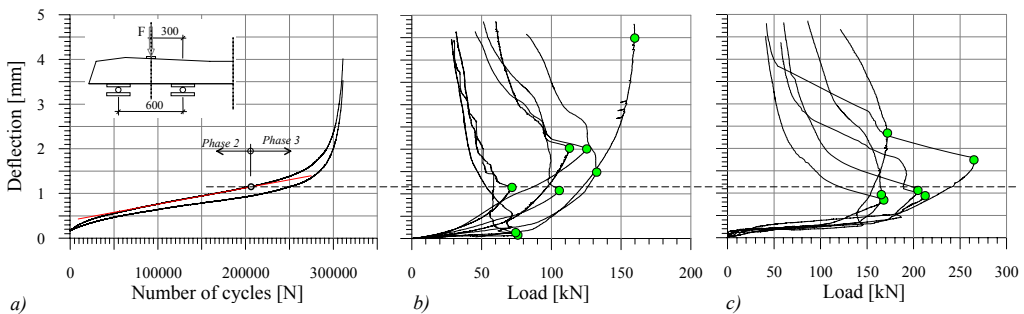 Deflection [mm]
5
4
3
2
1
0
F
300
600
Phase 2
Phase 3
0
100000
200000
300000
Number of cycles [N]
a)
0
50
100
150
200
Load [kN]
b)
0
50
100
150
200
250
300
Load [kN]
c)